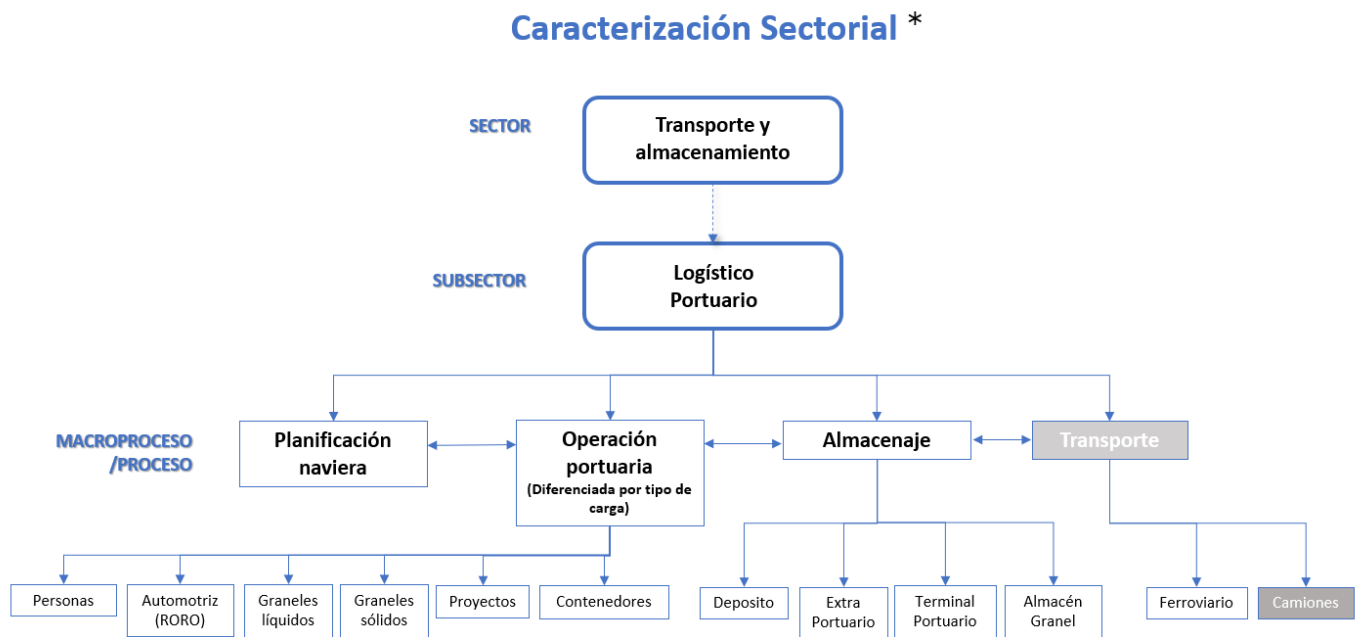 Caracterización Sectorial *
SECTOR
Transporte y
almacenamiento
SUBSECTOR
Logístico
Portuario
MACROPROCESO
/PROCESO
Planificación
naviera
Operación
portuaria
(Diferenciada por tipo de
carga)
Almacenaje
Transporte
Personas
Automotriz
(RORO)
Graneles
líquidos
Graneles
sólidos
Proyectos
Contenedores
Deposito
Extra
Portuario
Terminal
Portuario
Almacén
Granel
Ferroviario
Camiones